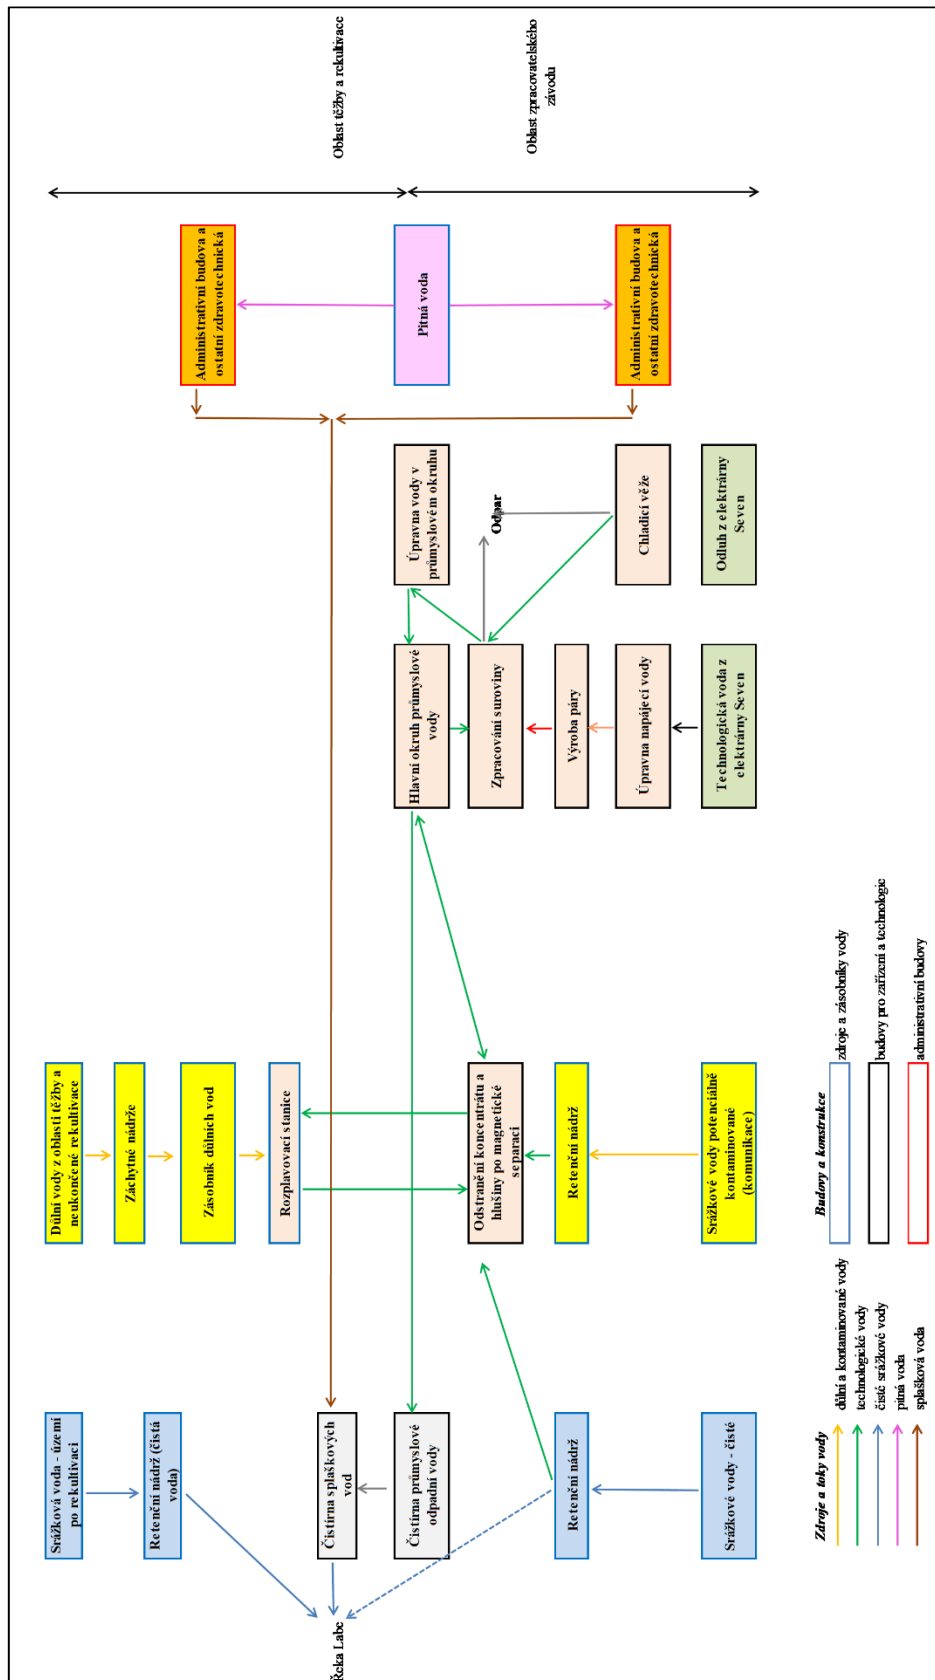 Srážková voda - území
po rekultivaci
Retenční nádrž (čistá
voda)
Řeka Labe
Čistírna splaškových
vod
Čistírna průmyslové
odpadní vody
Retenční nádrž
Srážkové vody - čisté
Důlní vody z oblasti těžby a
neukončené rekultivace
Záchytné nádrže
Zásobník důlních vod
Rozplavovací stanice
Odstranění koncentrátu a
hlušiny po magnetické
separaci
Retenční nádrž
Srážkové vody potenciálně
kontaminované
(komunikace)
Hlavní okruh průmyslové
vody
Zpracování suroviny
Výroba páry
Úpravna napájecí vody
Technologická voda z
elektrárny Seven
Úpravna vody v
průmyslovém okruhu
Odpar
Chladicí věže
Odluh z elektrárny
Seven
Administrativní budova a
ostatní zdravotechnická
Pitná voda
Administrativní budova a
ostatní zdravotechnická
Oblast těžby a rekultivace
Oblast zpracovatelského
závodu
Zdroje a toky vody
důlní a kontaminované vody
technologické vody
čisté srážkové vody
pitná voda
splašková voda
Budovy a konstrukce
zdroje a zásobníky vody
budovy pro zařízení a technologie
administrativní budovy